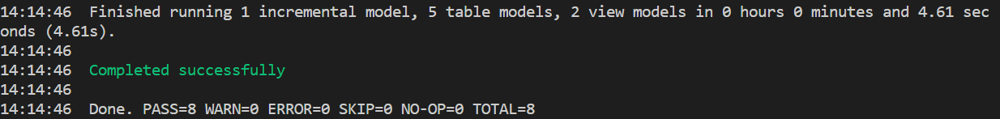 14:14:46  Finished running 1 incremental model, 5 table models, 2 view models in 0 hours 0 minutes and 4.61 sec
onds (4.61s).
14:14:46
14:14:46  Completed successfully
14:14:46
14:14:46  Done. PASS=8 WARN=0 ERROR=0 SKIP=0 NO-OP=0 TOTAL=8